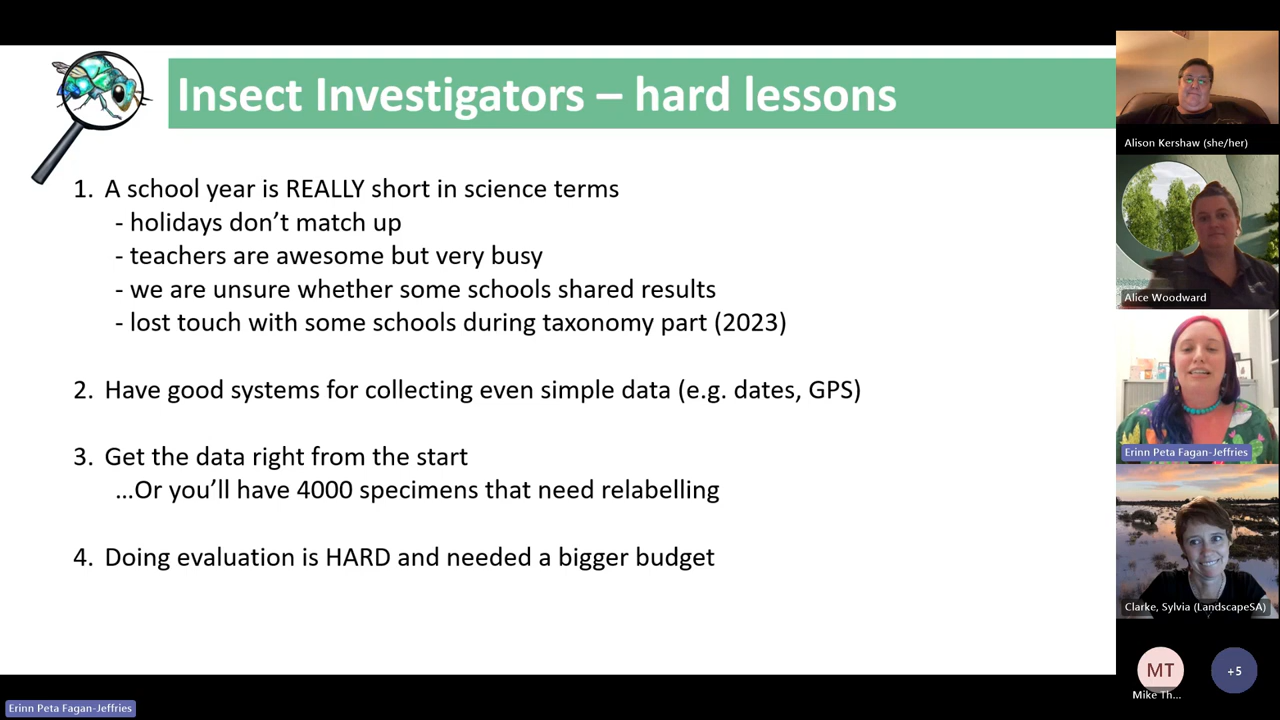 Insect Investigators – hard lessons
1. A school year is REALLY short in science terms
- holidays don’t match up
- teachers are awesome but very busy
- we are unsure whether some schools shared results
- lost touch with some schools during taxonomy part (2023)
2. Have good systems for collecting even simple data (e.g. dates, GPS)
3. Get the data right from the start
...Or you’ll have 4000 specimens that need relabelling
4. Doing evaluation is HARD and needed a bigger budget
Alison Kershaw (she/her)
Alice Woodward
Erinn Peta Fagan-Jeffries
Clarke, Sylvia (LandscapeSA)
MT
+5
Mike Th...
Erinn Peta Fagan-Jeffries